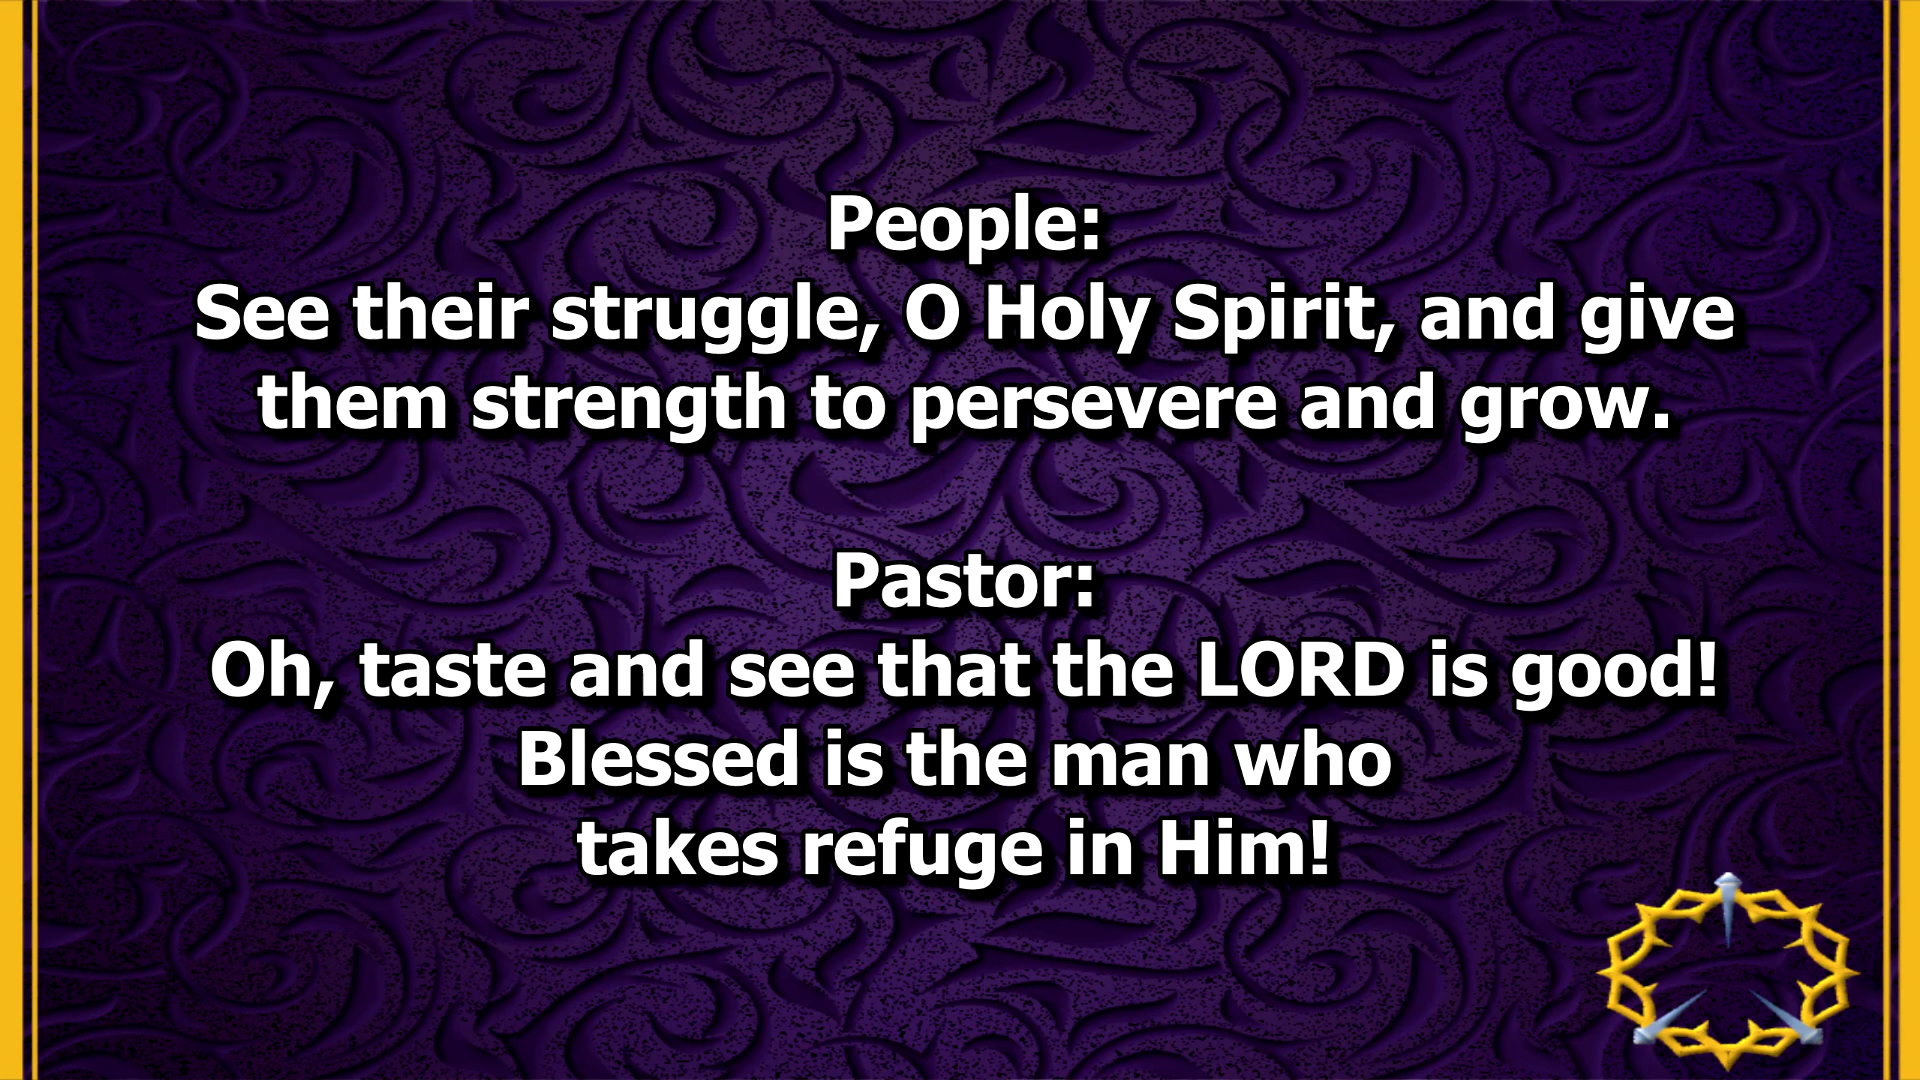 People:
See their struggle, O Holy Spirit, and give
them strength to persevere and grow.
Pastor:
Oh, taste and see that the LORD is good!
Blessed is the man who
takes refuge in Him!